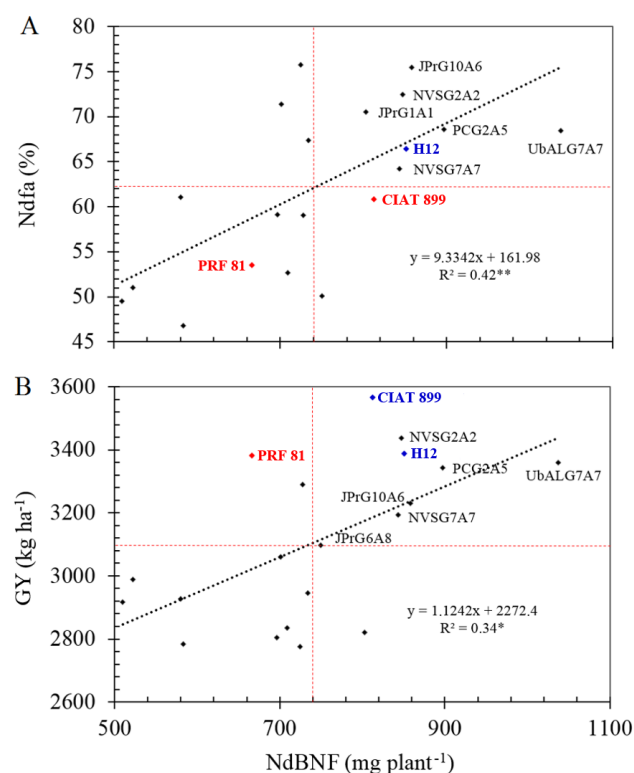 A
80
75
70
65
60
55
50
45
Ndfa (%)
JPrG10A6
NVSG2A2
JPrG1A1
PCG2A5
UbALG7A7
H12
NVSG7A7
CIAT 899
PRF 81
y = 9.3342x + 161.98
R² = 0.42**
B
3600
3400
3200
3000
2800
2600
GY (kg ha⁻¹)
CIAT 899
NVSG2A2
H12
PRF 81
PCG2A5
UbALG7A7
JPrG10A6
NVSG7A7
JPrG6A8
y = 1.1242x + 2272.4
R² = 0.34*
500 700 900 1100
NdBNF (mg plant⁻¹)